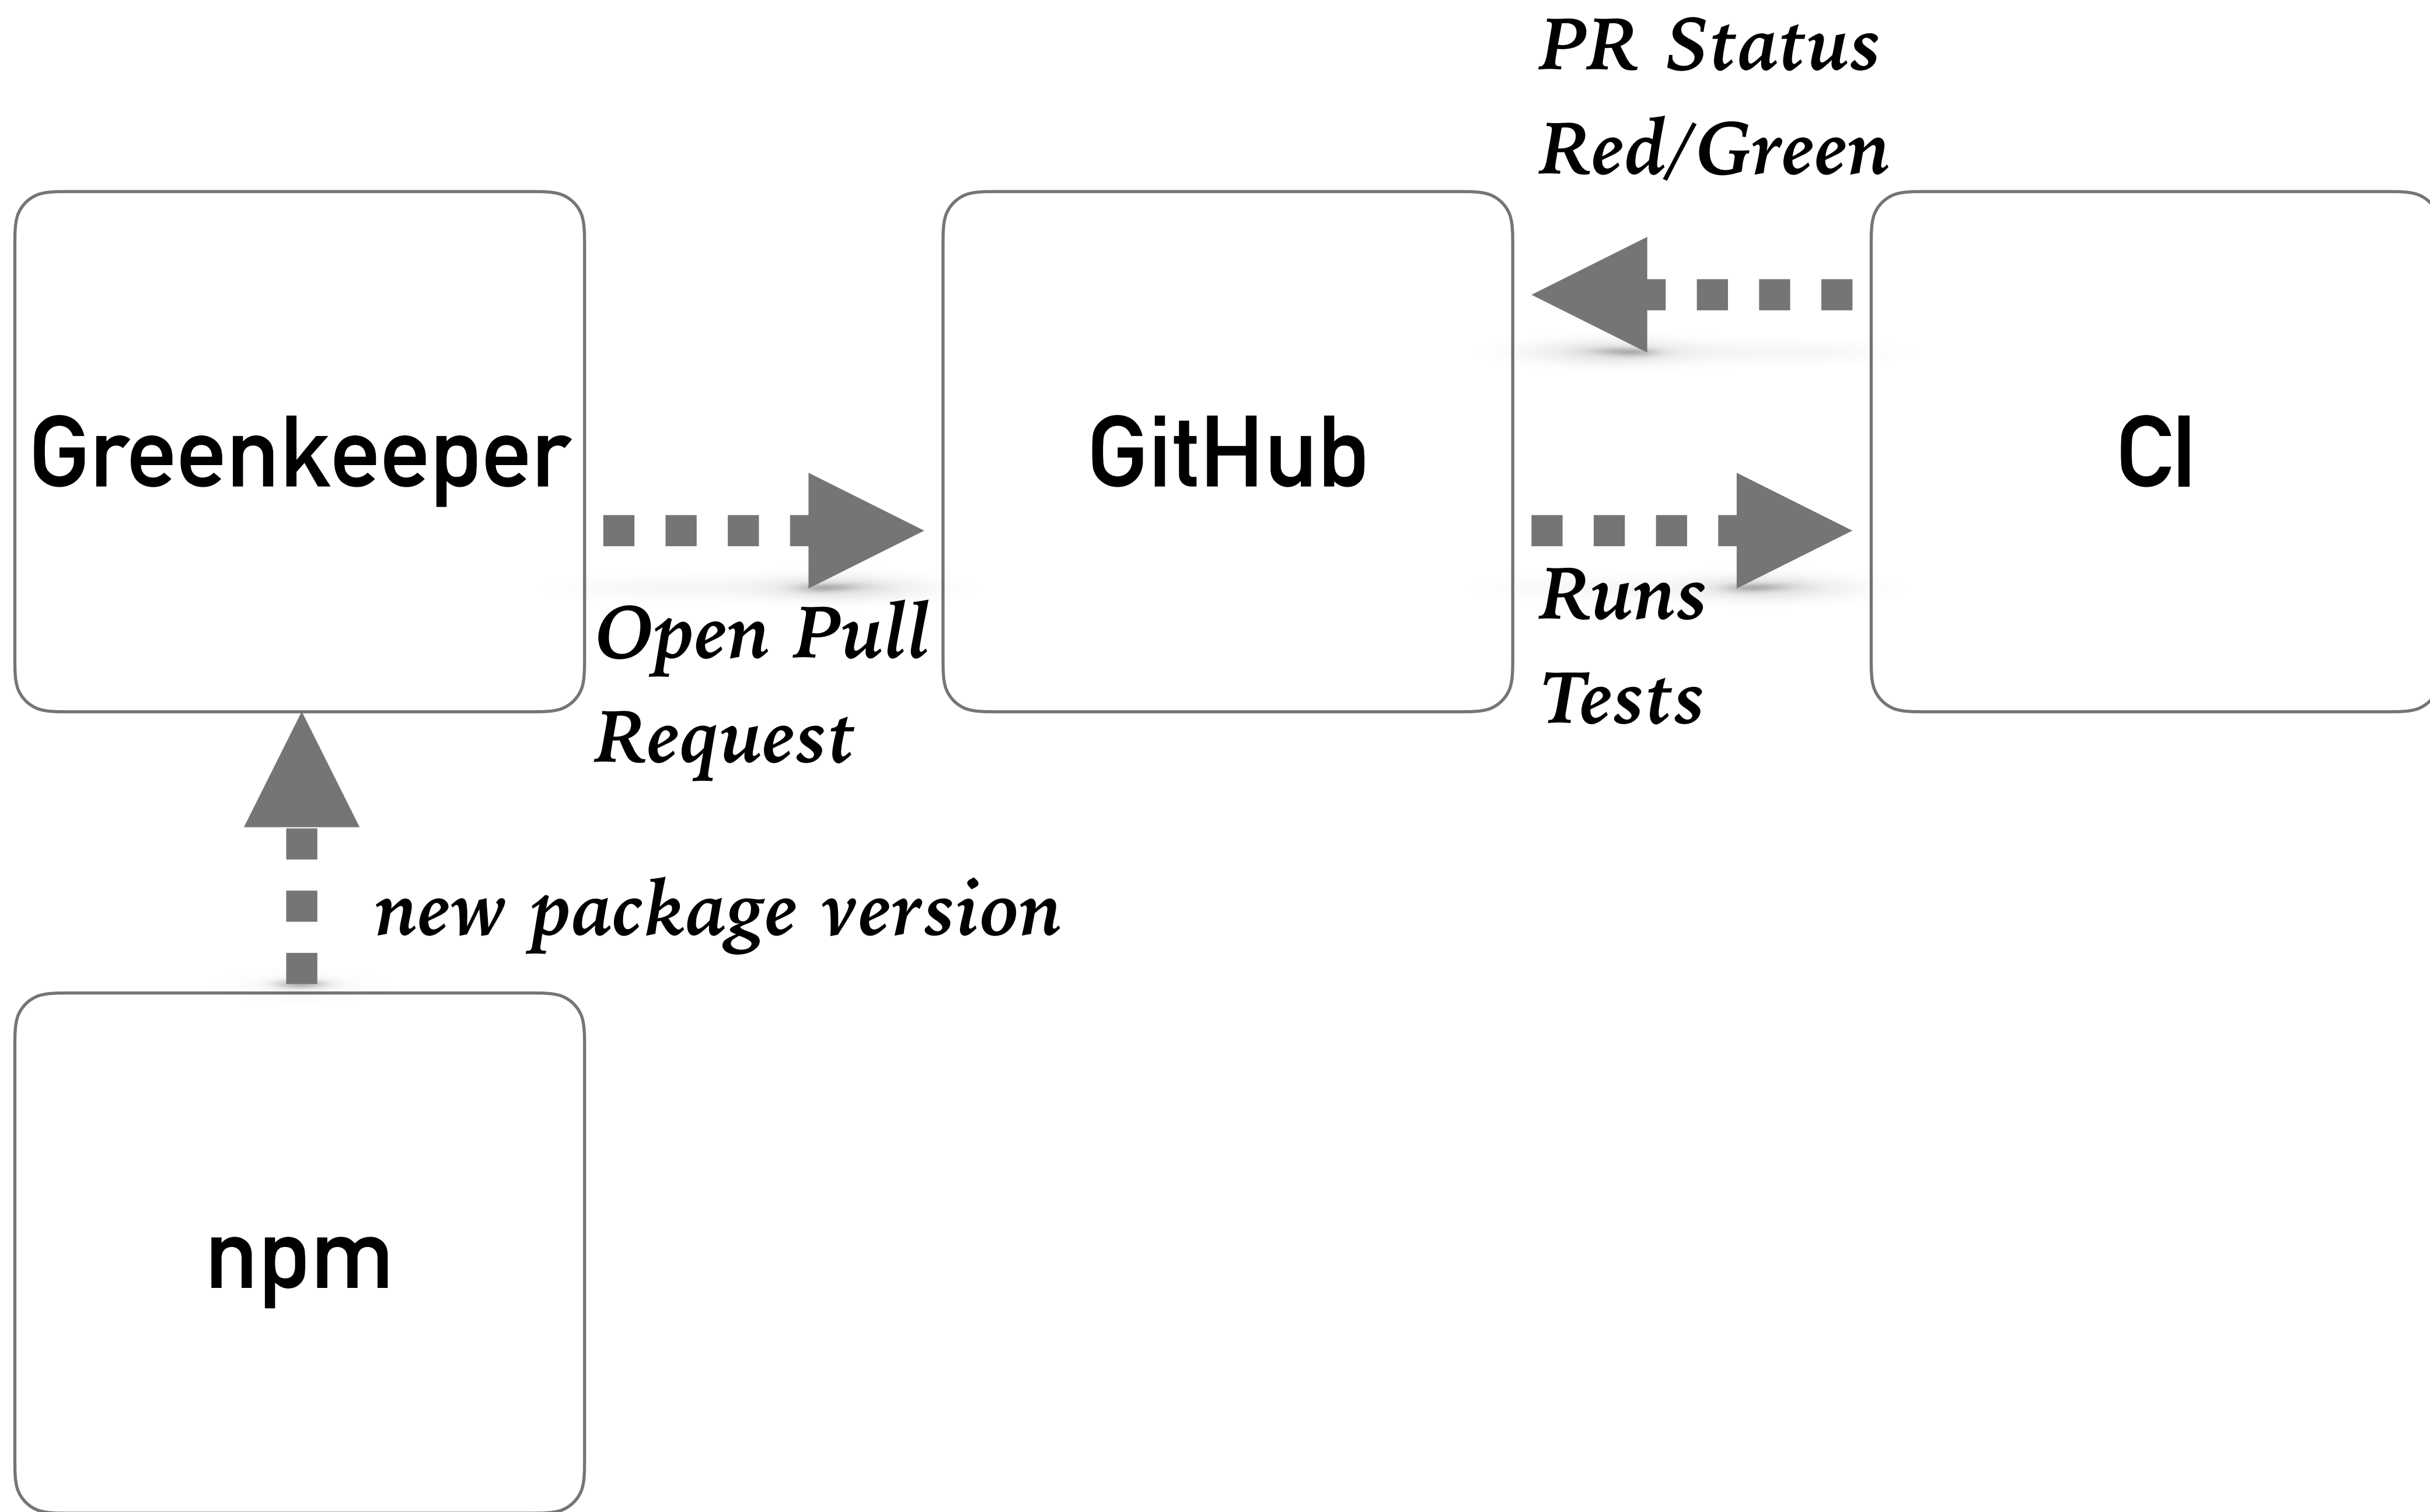 PR Status
Red/Green
Greenkeeper
GitHub
CI
Open Pull
Request
Runs
Tests
new package version
npm